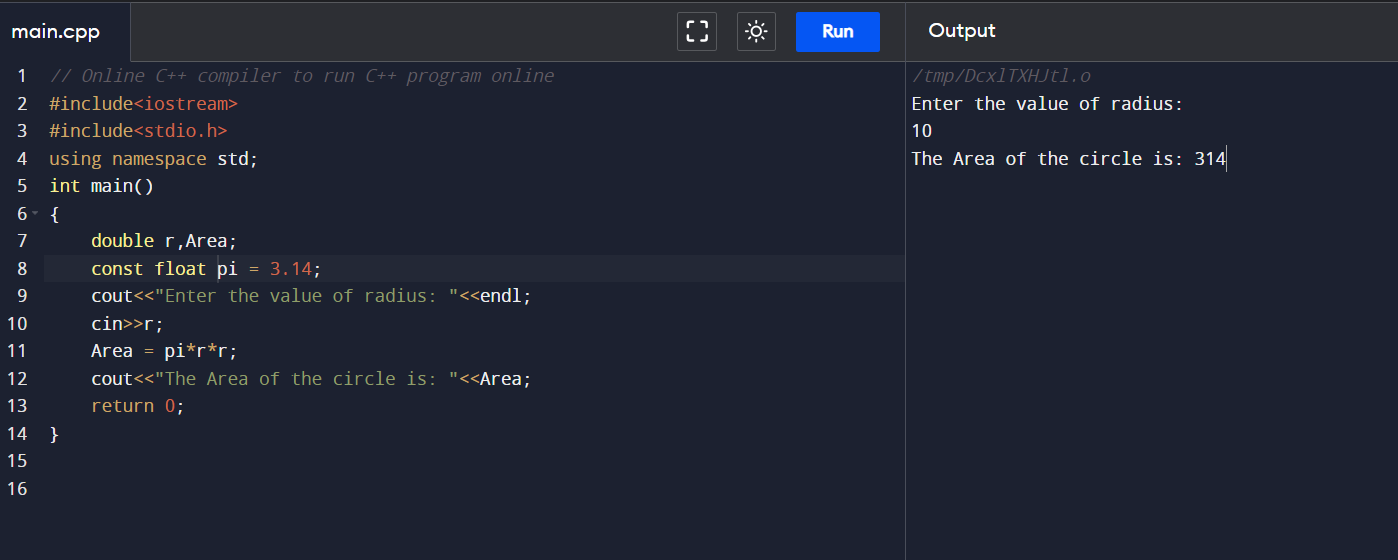 main.cpp
Run
Output
1 // Online C++ compiler to run C++ program online
2 #include<iostream>
3 #include<stdio.h>
4 using namespace std;
5 int main()
6 {
7     double r,Area;
8     const float pi = 3.14;
9     cout<<"Enter the value of radius: "<<endl;
10     cin>>r;
11     Area = pi*r*r;
12     cout<<"The Area of the circle is: "<<Area;
13     return 0;
14 }
15
16
/tmp/DcxlTXHJtl.o
Enter the value of radius:
10
The Area of the circle is: 314